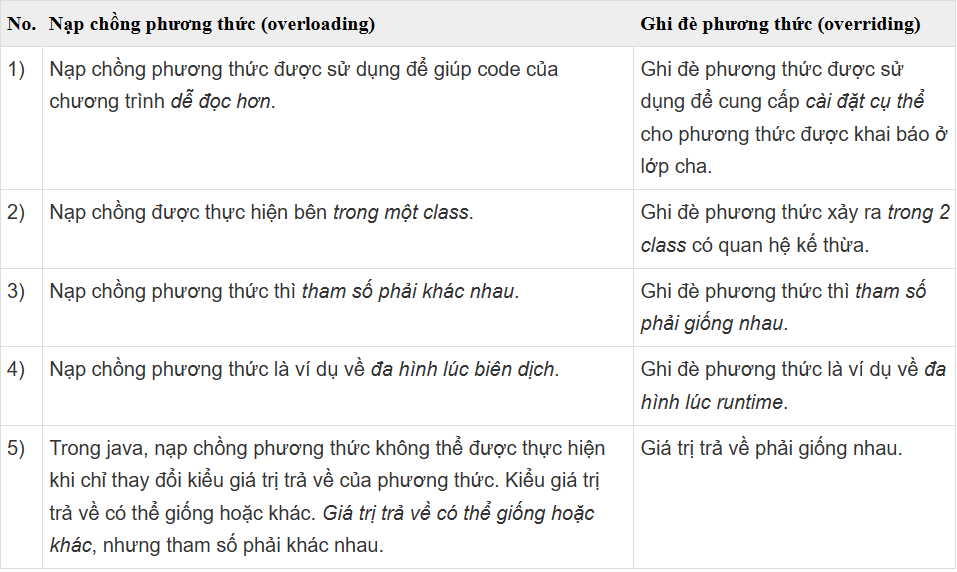 No. Nạp chồng phương thức (overloading) Ghi đè phương thức (overriding)
1) Nạp chồng phương thức được sử dụng để giúp code của
chương trình dễ đọc hơn.
Ghi đè phương thức được sử
dụng để cung cấp cài đặt cụ thể
cho phương thức được khai báo ở
lớp cha.
2) Nạp chồng được thực hiện bên trong một class.
Ghi đè phương thức xảy ra trong 2
class có quan hệ kế thừa.
3) Nạp chồng phương thức thì tham số phải khác nhau.
Ghi đè phương thức thì tham số
phải giống nhau.
4) Nạp chồng phương thức là ví dụ về đa hình lúc biên dịch.
Ghi đè phương thức là ví dụ về đa
hình lúc runtime.
5) Trong java, nạp chồng phương thức không thể được thực hiện
khi chỉ thay đổi kiểu giá trị trả về của phương thức. Kiểu giá trị
trả về có thể giống hoặc khác. Giá trị trả về có thể giống hoặc
khác, nhưng tham số phải khác nhau.
Giá trị trả về phải giống nhau.